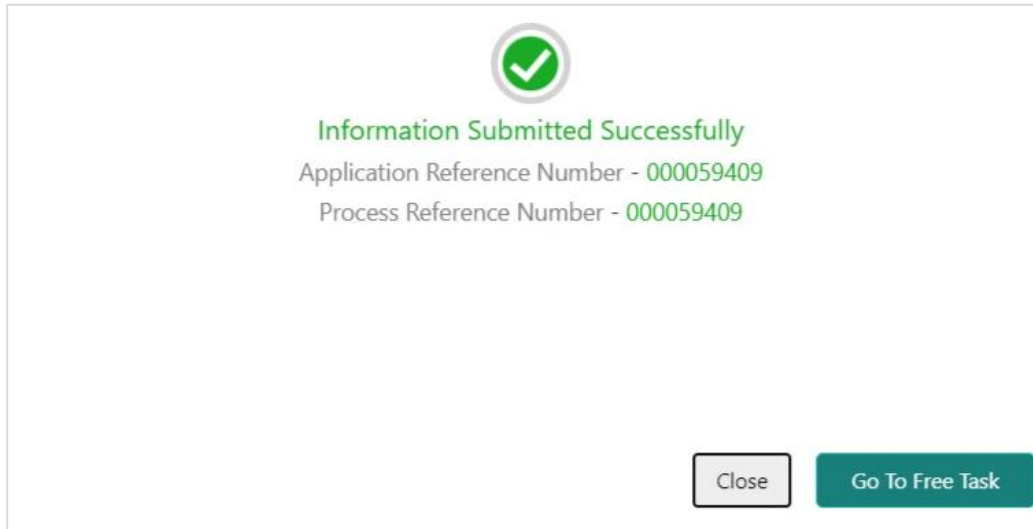 Information Submitted Successfully
Application Reference Number - 000059409
Process Reference Number - 000059409
Close
Go To Free Task